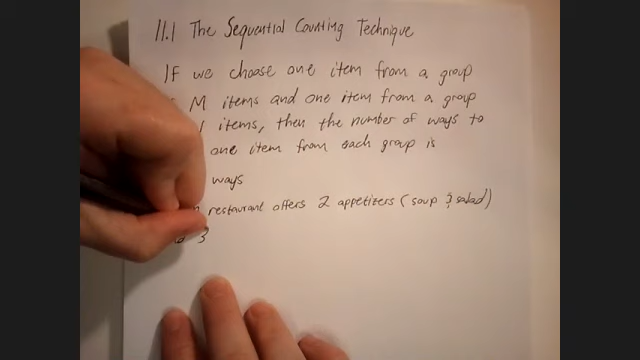 11.1 The Sequential Counting Technique
If we choose one item from a group
M items and one item from a group
items, then the number of ways to
one item from each group is
ways
restaurant offers 2 appetizers (soup & salad)
3